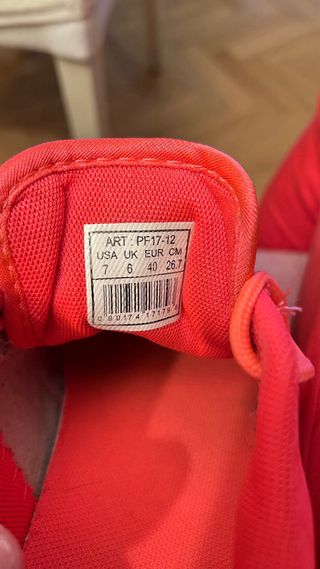 ART : PF17-12
USA UK EUR CM
7 6 40 26.7